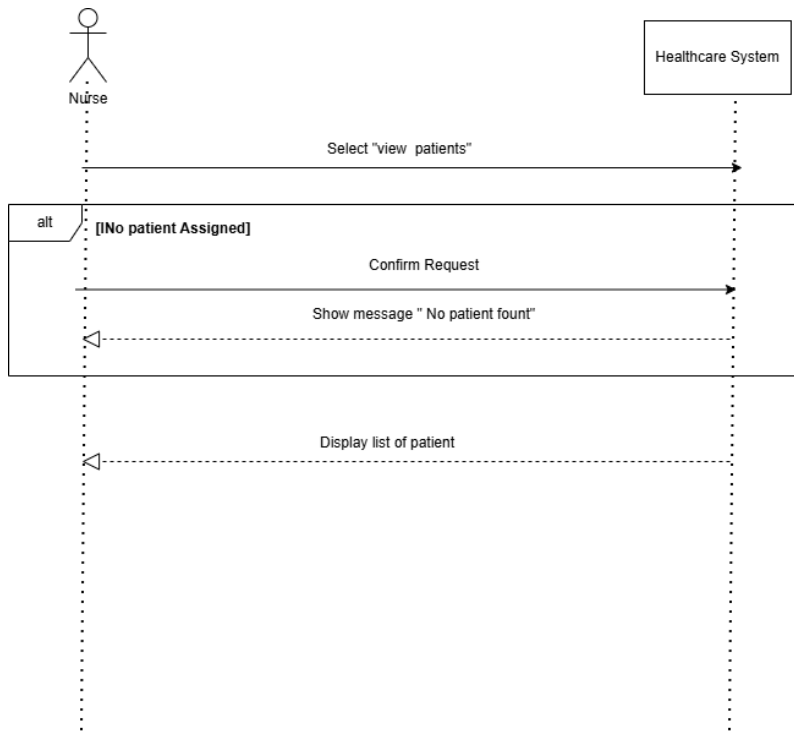 Healthcare System
Nurse
Select "view patients"
alt
[INo patient Assigned]
Confirm Request
Show message " No patient fount"
Display list of patient